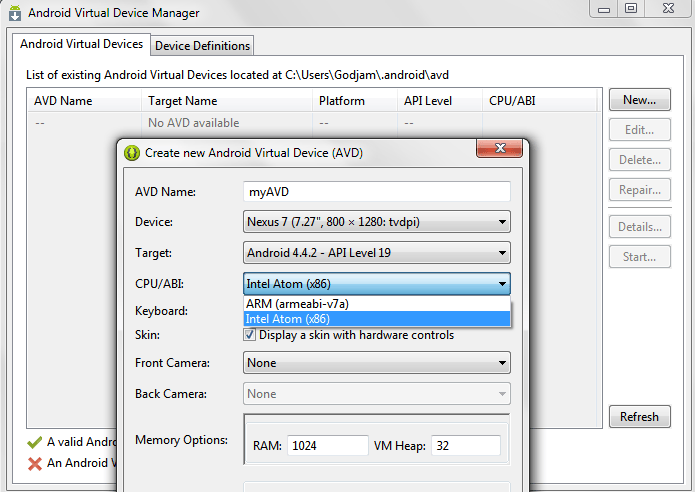 Android Virtual Device Manager
Android Virtual Devices Device Definitions
List of existing Android Virtual Devices located at C:\Users\Godjam\.android\avd
AVD Name Target Name Platform API Level CPU/ABI
-- No AVD available -- --
New...
Edit...
Delete...
Repair...
Details...
Start...
Refresh
A valid Andro
An Android V
Create new Android Virtual Device (AVD)
AVD Name: myAVD
Device: Nexus 7 (7.27", 800 × 1280: tvdpi)
Target: Android 4.4.2 - API Level 19
CPU/ABI: Intel Atom (x86)
ARM (armeabi-v7a)
Keyboard:
Intel Atom (x86)
Skin: Display a skin with hardware controls
Front Camera: None
Back Camera: None
Memory Options: RAM: 1024 VM Heap: 32